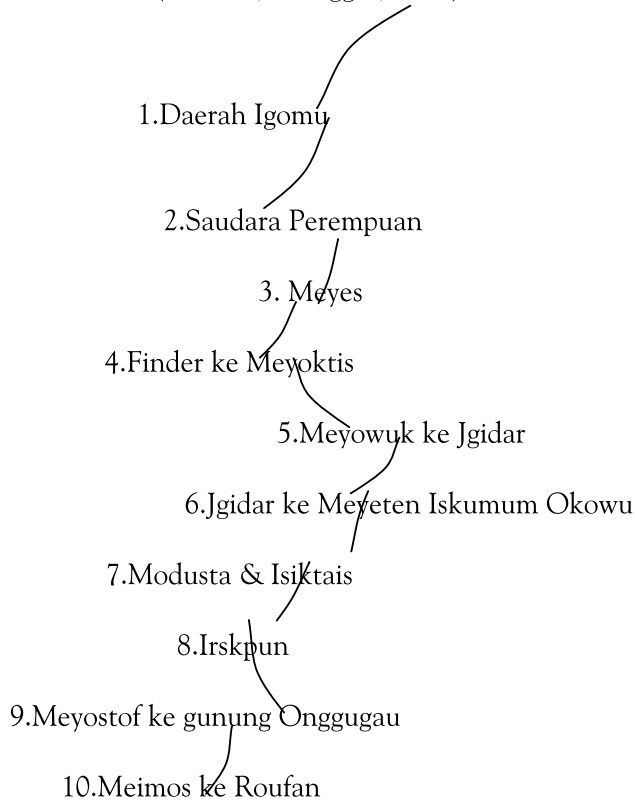 1.Daerah Igomu
2.Saudara Perempuan
3. Meyes
4.Finder ke Meyoktis
5.Meyowuk ke Jgidar
6.Jgidar ke Meyeten Iskumum Okowu
7.Modusta & Isiktais
8.Irskpun
9.Meyostof ke gunung Onggugau
10.Meimos ke Roufan